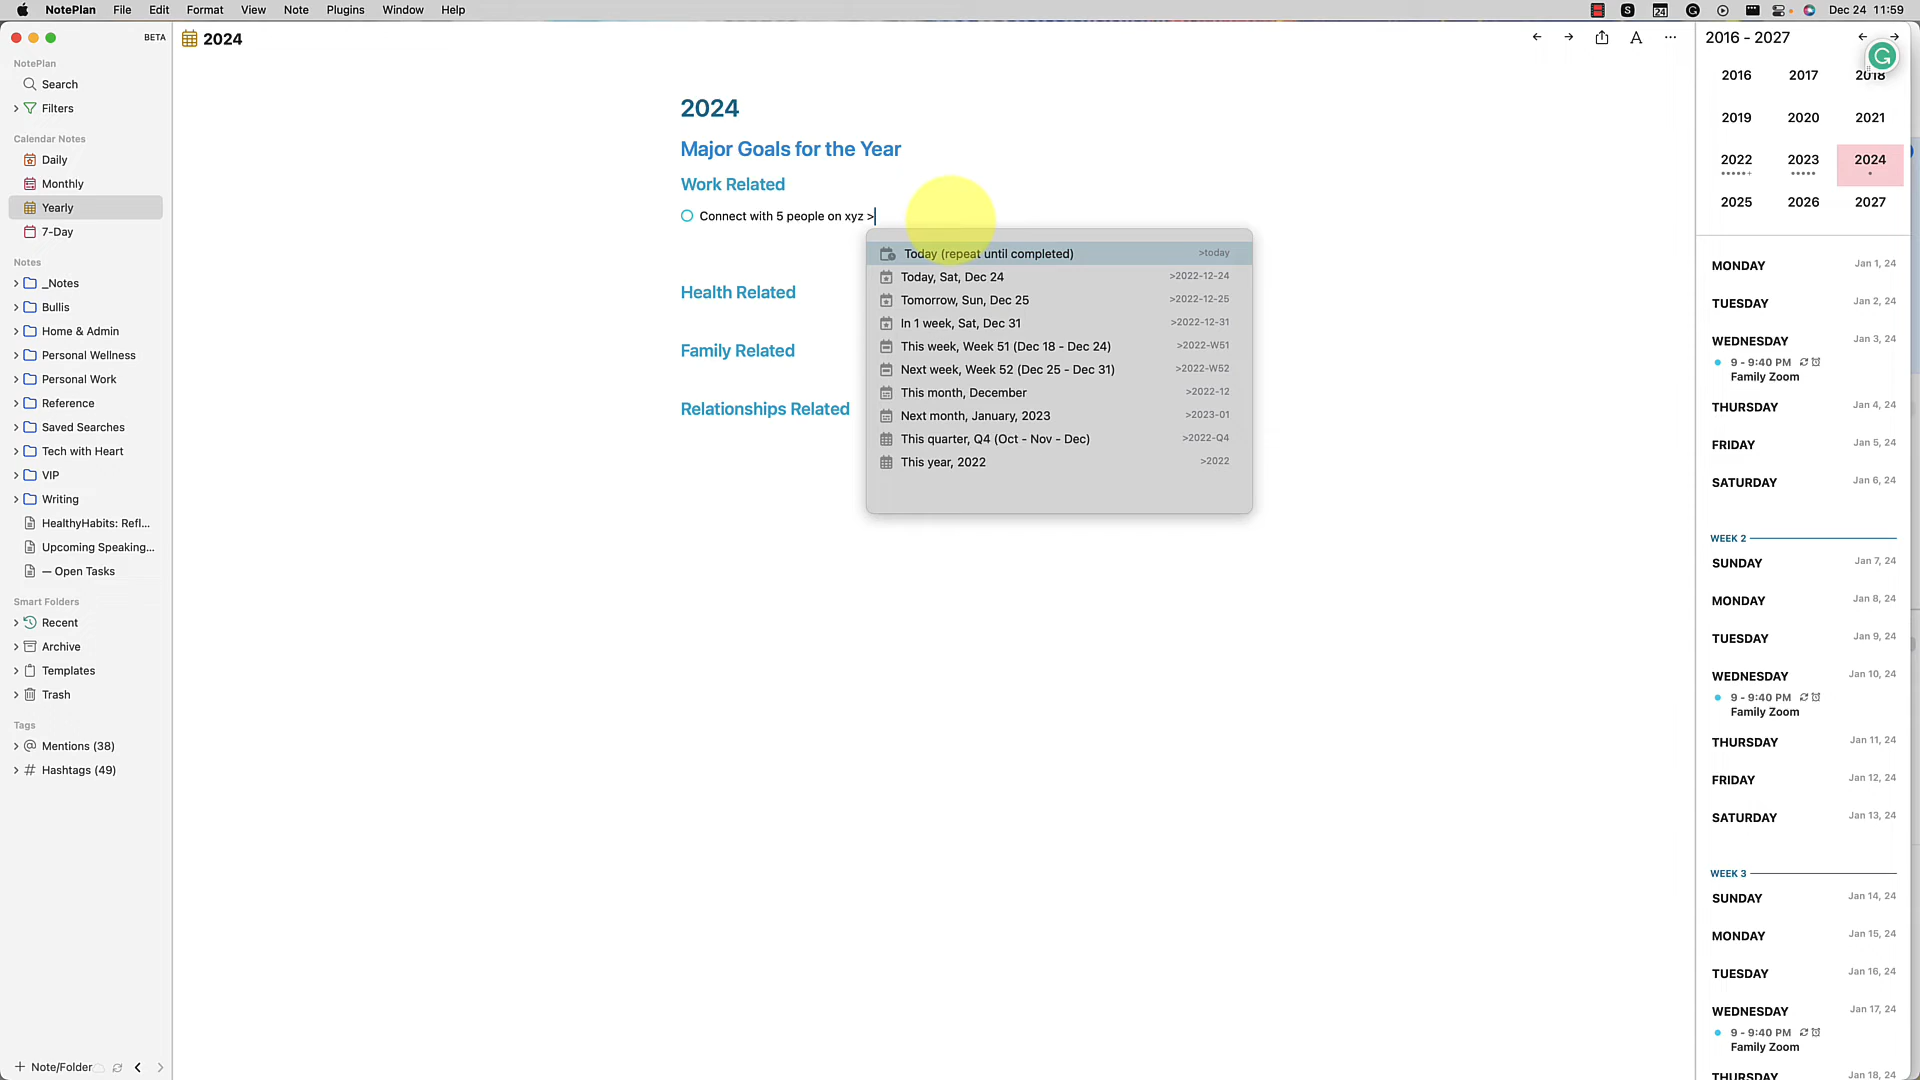 NotePlan File Edit Format View Note Plugins Window Help
S 24 Dec 24 11:59
BETA
NotePlan
Search
Filters
Calendar Notes
Daily
Monthly
Yearly
7-Day
Notes
_Notes
Bullis
Home & Admin
Personal Wellness
Personal Work
Reference
Saved Searches
Tech with Heart
VIP
Writing
HealthyHabits: Refl...
Upcoming Speaking...
— Open Tasks
Smart Folders
Recent
Archive
Templates
Trash
Tags
@ Mentions (38)
# Hashtags (49)
+ Note/Folder
2024
2024
Major Goals for the Year
Work Related
Connect with 5 people on xyz >
Today (repeat until completed) >today
Today, Sat, Dec 24 >2022-12-24
Tomorrow, Sun, Dec 25 >2022-12-25
In 1 week, Sat, Dec 31 >2022-12-31
This week, Week 51 (Dec 18 - Dec 24) >2022-W51
Next week, Week 52 (Dec 25 - Dec 31) >2022-W52
This month, December >2022-12
Next month, January, 2023 >2023-01
This quarter, Q4 (Oct - Nov - Dec) >2022-Q4
This year, 2022 >2022
Health Related
Family Related
Relationships Related
2016 - 2027
2016 2017 2018
2019 2020 2021
2022 2023 2024
2025 2026 2027
MONDAY Jan 1, 24
TUESDAY Jan 2, 24
WEDNESDAY Jan 3, 24
9 - 9:40 PM
Family Zoom
THURSDAY Jan 4, 24
FRIDAY Jan 5, 24
SATURDAY Jan 6, 24
WEEK 2
SUNDAY Jan 7, 24
MONDAY Jan 8, 24
TUESDAY Jan 9, 24
WEDNESDAY Jan 10, 24
9 - 9:40 PM
Family Zoom
THURSDAY Jan 11, 24
FRIDAY Jan 12, 24
SATURDAY Jan 13, 24
WEEK 3
SUNDAY Jan 14, 24
MONDAY Jan 15, 24
TUESDAY Jan 16, 24
WEDNESDAY Jan 17, 24
9 - 9:40 PM
Family Zoom
THURSDAY Jan 18, 24